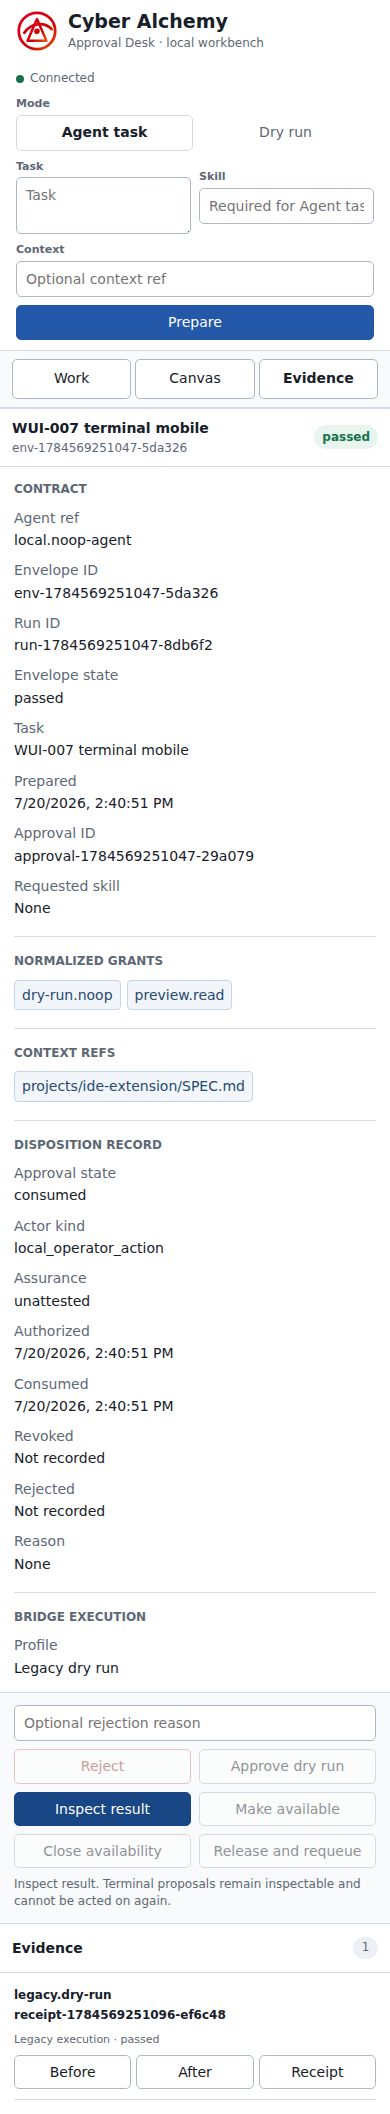 Cyber Alchemy
Approval Desk · local workbench
Connected
Mode
Agent task
Dry run
Task
Skill
Task
Required for Agent tas
Context
Optional context ref
Prepare
Work
Canvas
Evidence
WUI-007 terminal mobile
env-1784569251047-5da326
passed
CONTRACT
Agent ref
local.noop-agent
Envelope ID
env-1784569251047-5da326
Run ID
run-1784569251047-8db6f2
Envelope state
passed
Task
WUI-007 terminal mobile
Prepared
7/20/2026, 2:40:51 PM
Approval ID
approval-1784569251047-29a079
Requested skill
None
NORMALIZED GRANTS
dry-run.noop
preview.read
CONTEXT REFS
projects/ide-extension/SPEC.md
DISPOSITION RECORD
Approval state
consumed
Actor kind
local_operator_action
Assurance
unattested
Authorized
7/20/2026, 2:40:51 PM
Consumed
7/20/2026, 2:40:51 PM
Revoked
Not recorded
Rejected
Not recorded
Reason
None
BRIDGE EXECUTION
Profile
Legacy dry run
Optional rejection reason
Reject
Approve dry run
Inspect result
Make available
Close availability
Release and requeue
Inspect result. Terminal proposals remain inspectable and
cannot be acted on again.
Evidence
1
legacy.dry-run
receipt-1784569251096-ef6c48
Legacy execution · passed
Before
After
Receipt